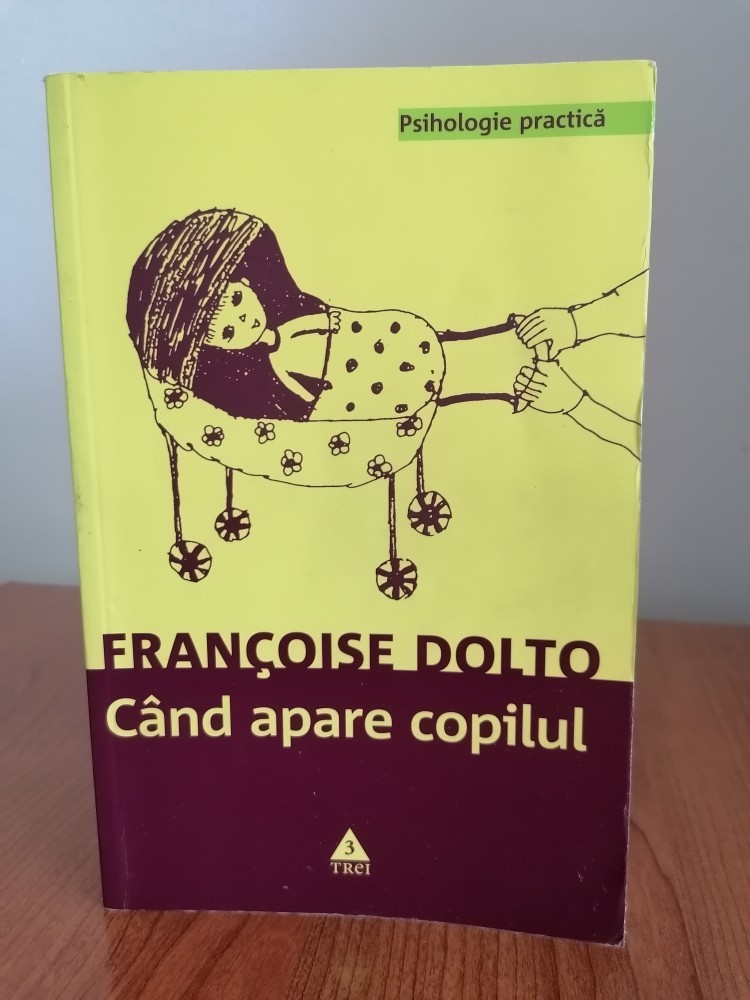 Psihologie practică
FRANÇOISE DOLTO
Când apare copilul
3
TREI